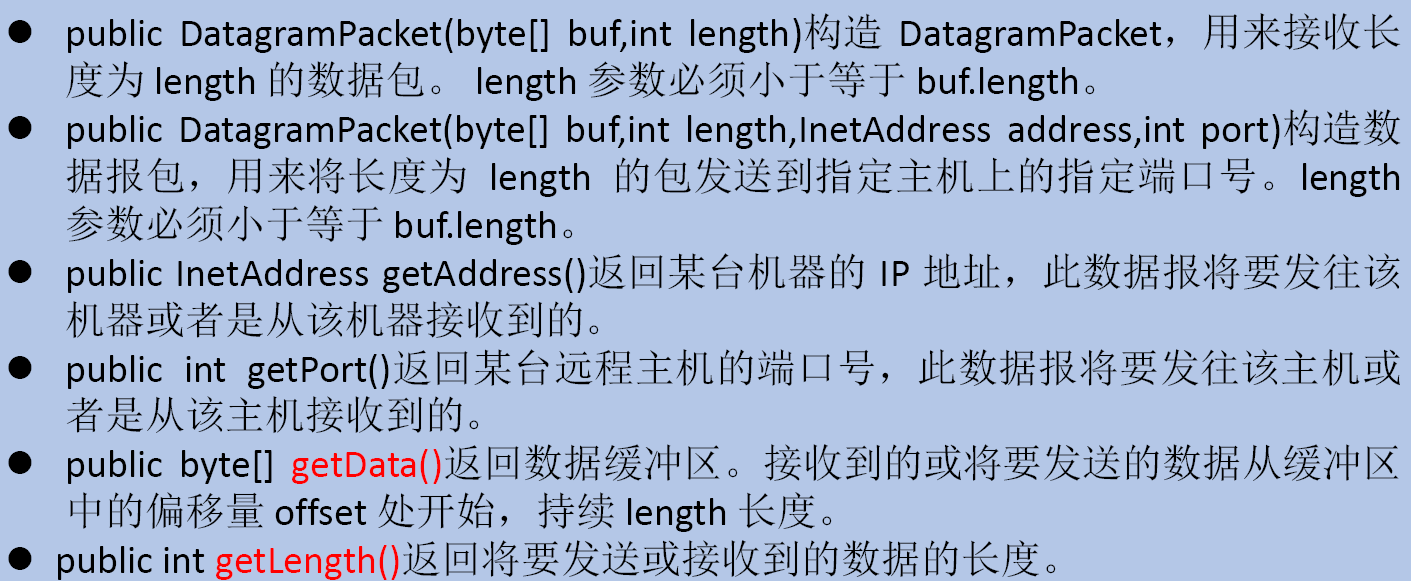 ● public DatagramPacket(byte[] buf,int length)构造 DatagramPacket，用来接收长
度为 length 的数据包。 length 参数必须小于等于 buf.length。
● public DatagramPacket(byte[] buf,int length,InetAddress address,int port)构造数
据报包，用来将长度为 length 的包发送到指定主机上的指定端口号。length
参数必须小于等于 buf.length。
● public InetAddress getAddress()返回某台机器的 IP 地址，此数据报将要发往该
机器或者是从该机器接收到的。
● public int getPort()返回某台远程主机的端口号，此数据报将要发往该主机或
者是从该主机接收到的。
● public byte[] getData()返回数据缓冲区。接收到的或将要发送的数据从缓冲区
中的偏移量 offset 处开始，持续 length 长度。
● public int getLength()返回将要发送或接收到的数据的长度。